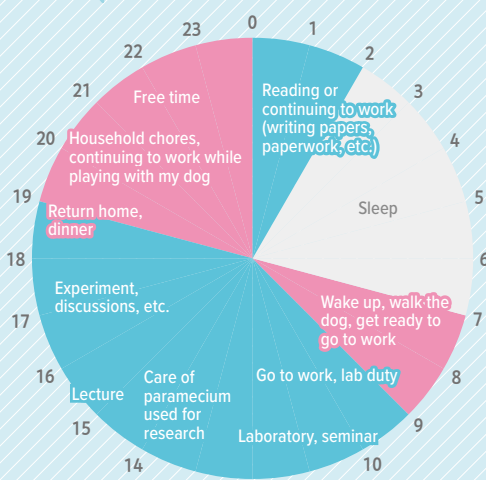 0
1
2
3
4
5
6
7
8
9
10
14
15
16
17
18
19
20
21
22
23
Reading or
continuing to work
(writing papers,
paperwork, etc.)
Sleep
Wake up, walk the
dog, get ready to
go to work
Go to work, lab duty
Laboratory, seminar
Care of
paramecium
used for
research
Lecture
Experiment,
discussions, etc.
Return home,
dinner
Household chores,
continuing to work while
playing with my dog
Free time